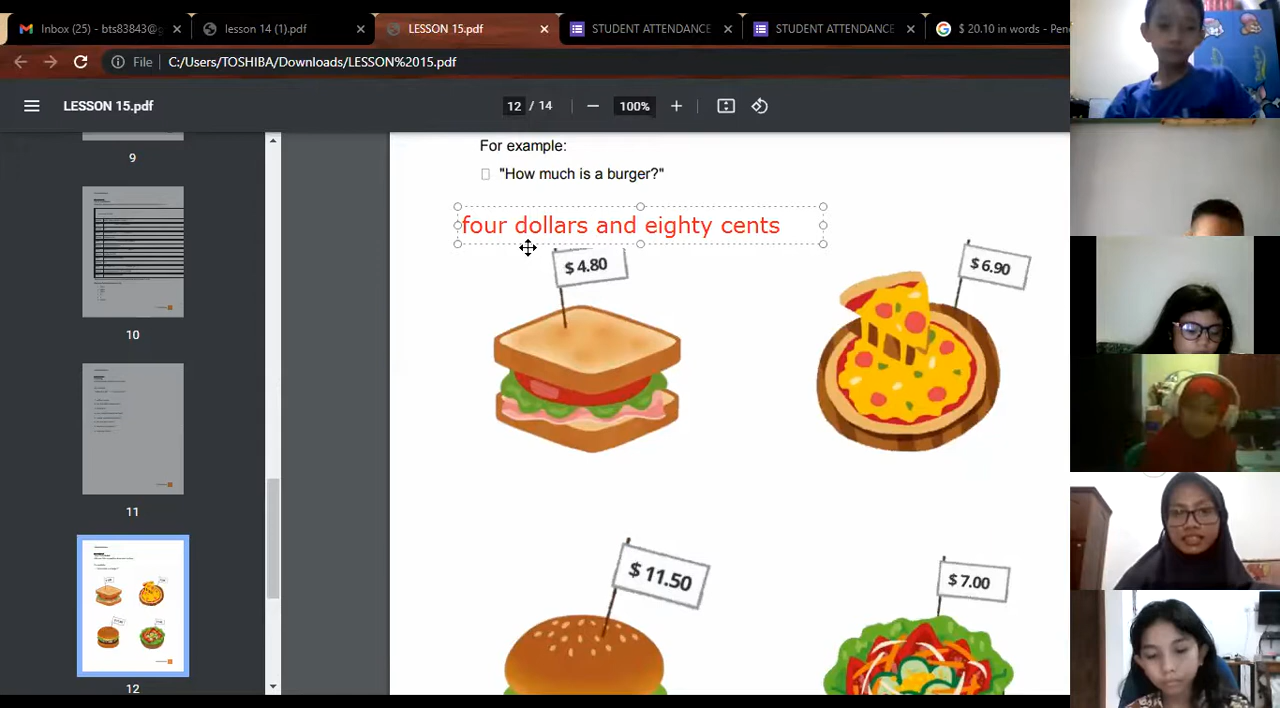 Inbox (25) - bts83843@g
lesson 14 (1).pdf
LESSON 15.pdf
STUDENT ATTENDANCE
STUDENT ATTENDANCE
$ 20.10 in words - Pen
File
C:/Users/TOSHIBA/Downloads/LESSON%2015.pdf
LESSON 15.pdf
12 / 14
100%
9
10
11
12
For example:
"How much is a burger?"
four dollars and eighty cents
$ 4.80
$ 6.90
$ 11.50
$ 7.00